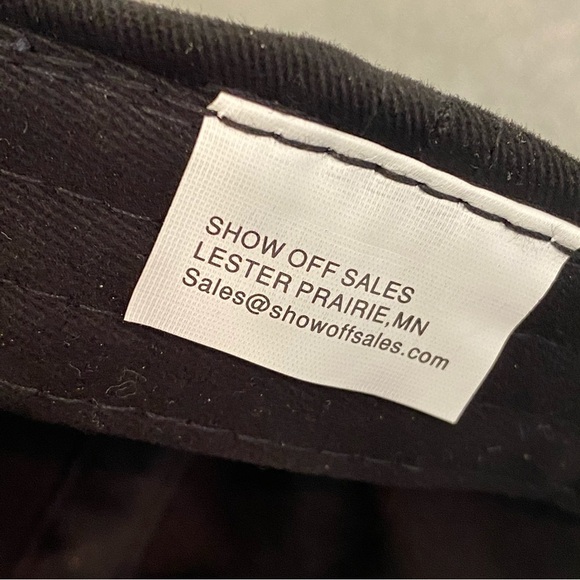 SHOW OFF SALES
LESTER PRAIRIE,MN
Sales@showoffsales.com